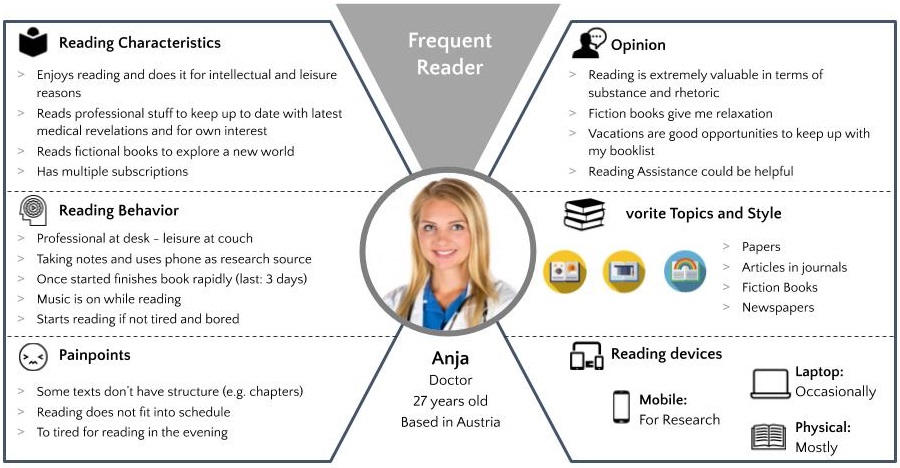 Frequent
Reader
Reading Characteristics
> Enjoys reading and does it for intellectual and leisure
reasons
> Reads professional stuff to keep up to date with latest
medical revelations and for own interest
> Reads fictional books to explore a new world
> Has multiple subscriptions
Reading Behavior
> Professional at desk – leisure at couch
> Taking notes and uses phone as research source
> Once started finishes book rapidly (last: 3 days)
> Music is on while reading
> Starts reading if not tired and bored
Painpoints
> Some texts don't have structure (e.g. chapters)
> Reading does not fit into schedule
> To tired for reading in the evening
Anja
Doctor
27 years old
Based in Austria
Opinion
> Reading is extremely valuable in terms of
substance and rhetoric
> Fiction books give me relaxation
> Vacations are good opportunities to keep up with
my booklist
> Reading Assistance could be helpful
vorite Topics and Style
> Papers
> Articles in journals
> Fiction Books
> Newspapers
Reading devices
Mobile:
For Research
Laptop:
Occasionally
Physical:
Mostly